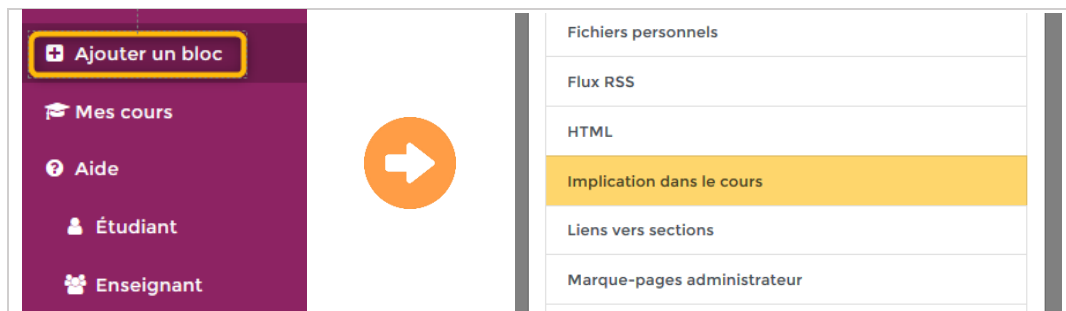 Ajouter un bloc
Mes cours
Aide
Étudiant
Enseignant
Fichiers personnels
Flux RSS
HTML
Implication dans le cours
Liens vers sections
Marque-pages administrateur